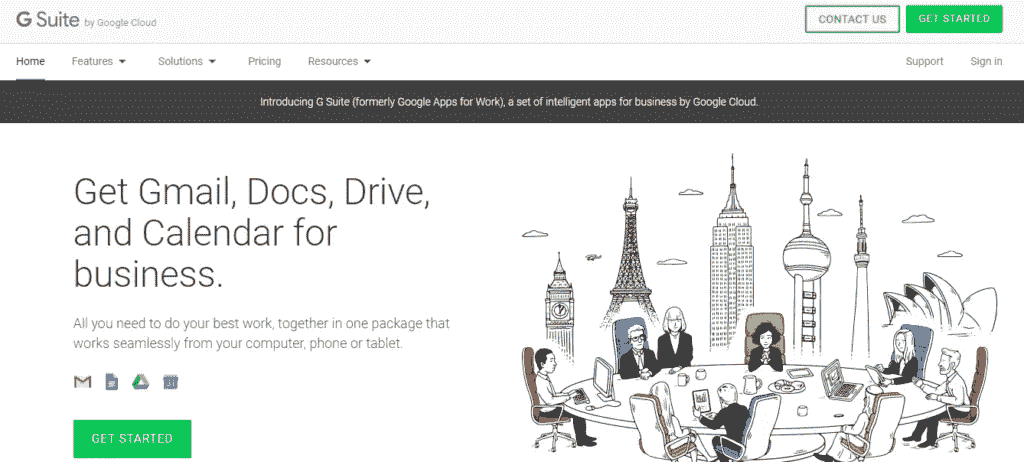 G Suite by Google Cloud
CONTACT US
GET STARTED
Home Features Solutions Pricing Resources Support Sign in
Introducing G Suite (formerly Google Apps for Work), a set of intelligent apps for business by Google Cloud.
Get Gmail, Docs, Drive,
and Calendar for
business.
All you need to do your best work, together in one package that
works seamlessly from your computer, phone or tablet.
31
GET STARTED